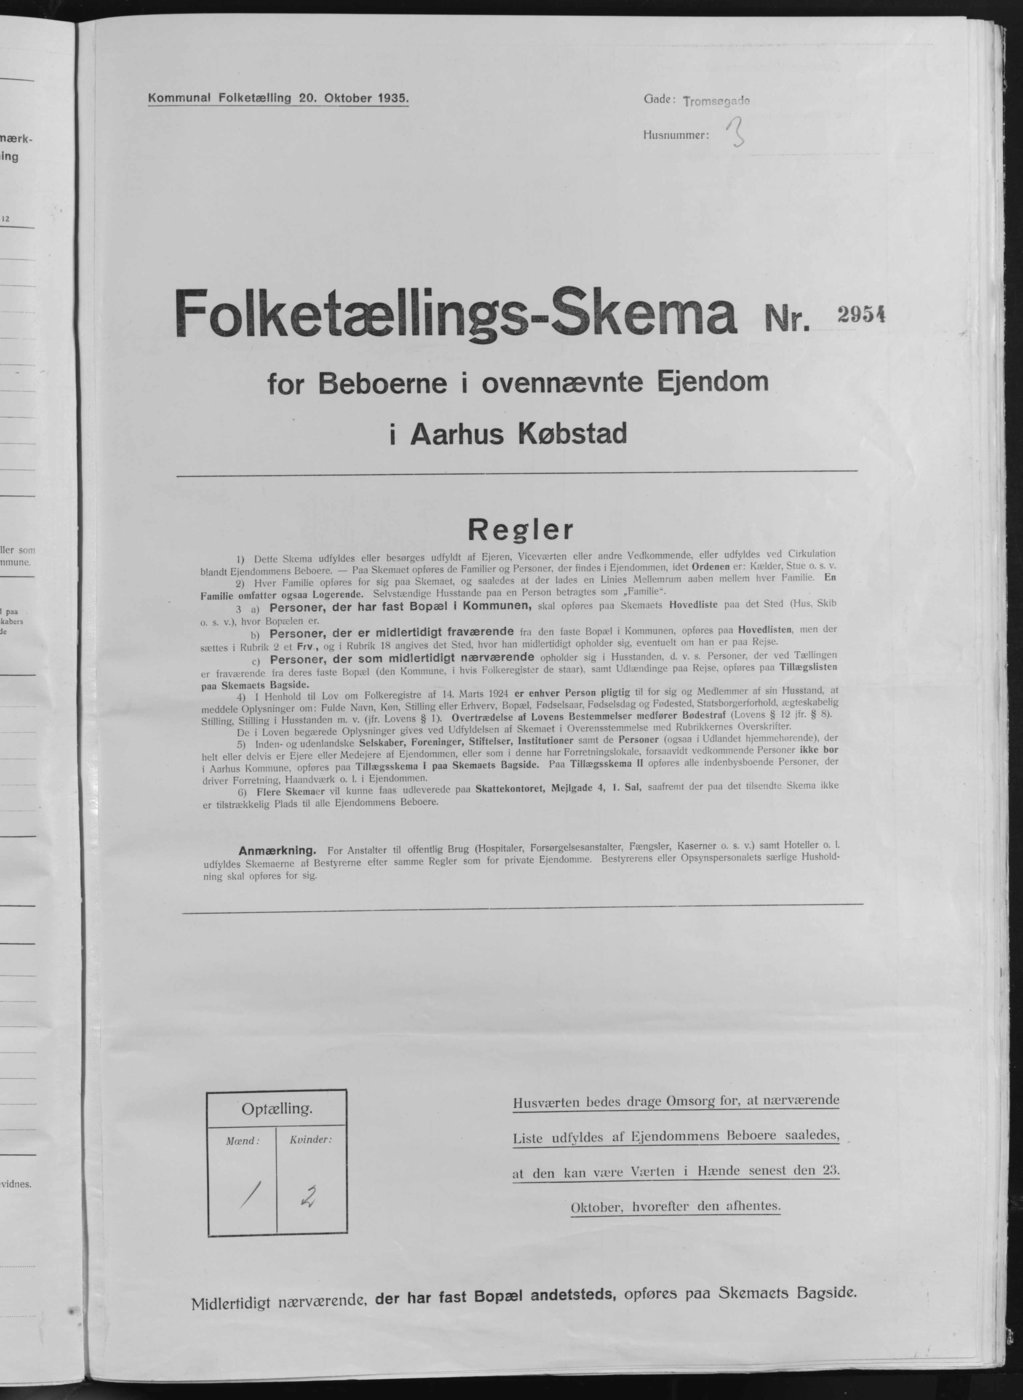 Kommunal Folketælling 20. Oktober 1935.
Gade: Tromsøgade
Husnummer: 3
Folketællings-Skema Nr. 2954
for Beboerne i ovennævnte Ejendom
i Aarhus Købstad
Regler
1) Dette Skema udfyldes eller besørges udfyldt af Ejeren, Viceværten eller andre Vedkommende, eller udfyldes ved Cirkulation
blandt Ejendommens Beboere. — Paa Skemaet opføres de Familier og Personer, der findes i Ejendommen, idet Ordenen er: Kælder, Stue o. s. v.
2) Hver Familie opføres for sig paa Skemaet, og saaledes at der lades en Linies Mellemrum aaben mellem hver Familie. En
Familie omfatter ogsaa Logerende. Selvstændige Husstande paa en Person betragtes som „Familie“.
3 a) Personer, der har fast Bopæl i Kommunen, skal opføres paa Skemaets Hovedliste paa det Sted (Hus, Skib
o. s. v.), hvor Bopælen er.
b) Personer, der er midlertidigt fraværende fra den faste Bopæl i Kommunen, opføres paa Hovedlisten, men der
sættes i Rubrik 2 et Frv., og i Rubrik 18 angives det Sted, hvor han midlertidigt opholder sig, eventuelt om han er paa Rejse.
c) Personer, der som midlertidigt nærværende opholder sig i Husstanden, d. v. s. Personer, der ved Tællingen
er fraværende fra deres faste Bopæl (den Kommune, i hvis Folkeregister de staar), samt Udlændinge paa Rejse, opføres paa Tillægslisten
paa Skemaets Bagside.
4) I Henhold til Lov om Folkeregistre af 14. Marts 1924 er enhver Person pligtig til for sig og Medlemmer af sin Husstand, at
meddele Oplysninger om: Fulde Navn, Køn, Stilling eller Erhverv, Bopæl, Fødselsaar, Fødselsdag og Fødested, Statsborgerforhold, ægteskabelig
Stilling, Stilling i Husstanden m. v. (jfr. Lovens § 1). Overtrædelse af Lovens Bestemmelser medfører Bødestraf (Lovens § 12 jfr. § 8).
De i Loven begærede Oplysninger gives ved Udfyldelsen af Skemaet i Overensstemmelse med Rubrikkernes Overskrifter.
5) Inden- og udenlandske Selskaber, Foreninger, Stiftelser, Institutioner samt de Personer (ogsaa i Udlandet hjemmehørende), der
helt eller delvis er Ejere eller Medejere af Ejendommen, eller som i denne har Forretningslokale, forsaavidt vedkommende Personer ikke bor
i Aarhus Kommune, opføres paa Tillægsskema I paa Skemaets Bagside. Paa Tillægsskema II opføres alle indenbysboende Personer, der
driver Forretning, Haandværk o. l. i Ejendommen.
6) Flere Skemaer vil kunne faas udleverede paa Skattekontoret, Mejlgade 4, 1. Sal, saafremt der paa det tilsendte Skema ikke
er tilstrækkelig Plads til alle Ejendommens Beboere.
Anmærkning. For Anstalter til offentlig Brug (Hospitaler, Forsørgelsesanstalter, Fængsler, Kaserner o. s. v.) samt Hoteller o. l.
udfyldes Skemaerne af Bestyrerne efter samme Regler som for private Ejendomme. Bestyrerens eller Opsynspersonalets særlige Hushold-
ning skal opføres for sig.
Optælling.
Mænd: Kvinder:
1 2
Husværten bedes drage Omsorg for, at nærværende
Liste udfyldes af Ejendommens Beboere saaledes,
at den kan være Værten i Hænde senest den 23.
Oktober, hvorefter den afhentes.
Midlertidigt nærværende, der har fast Bopæl andetsteds, opføres paa Skemaets Bagside.